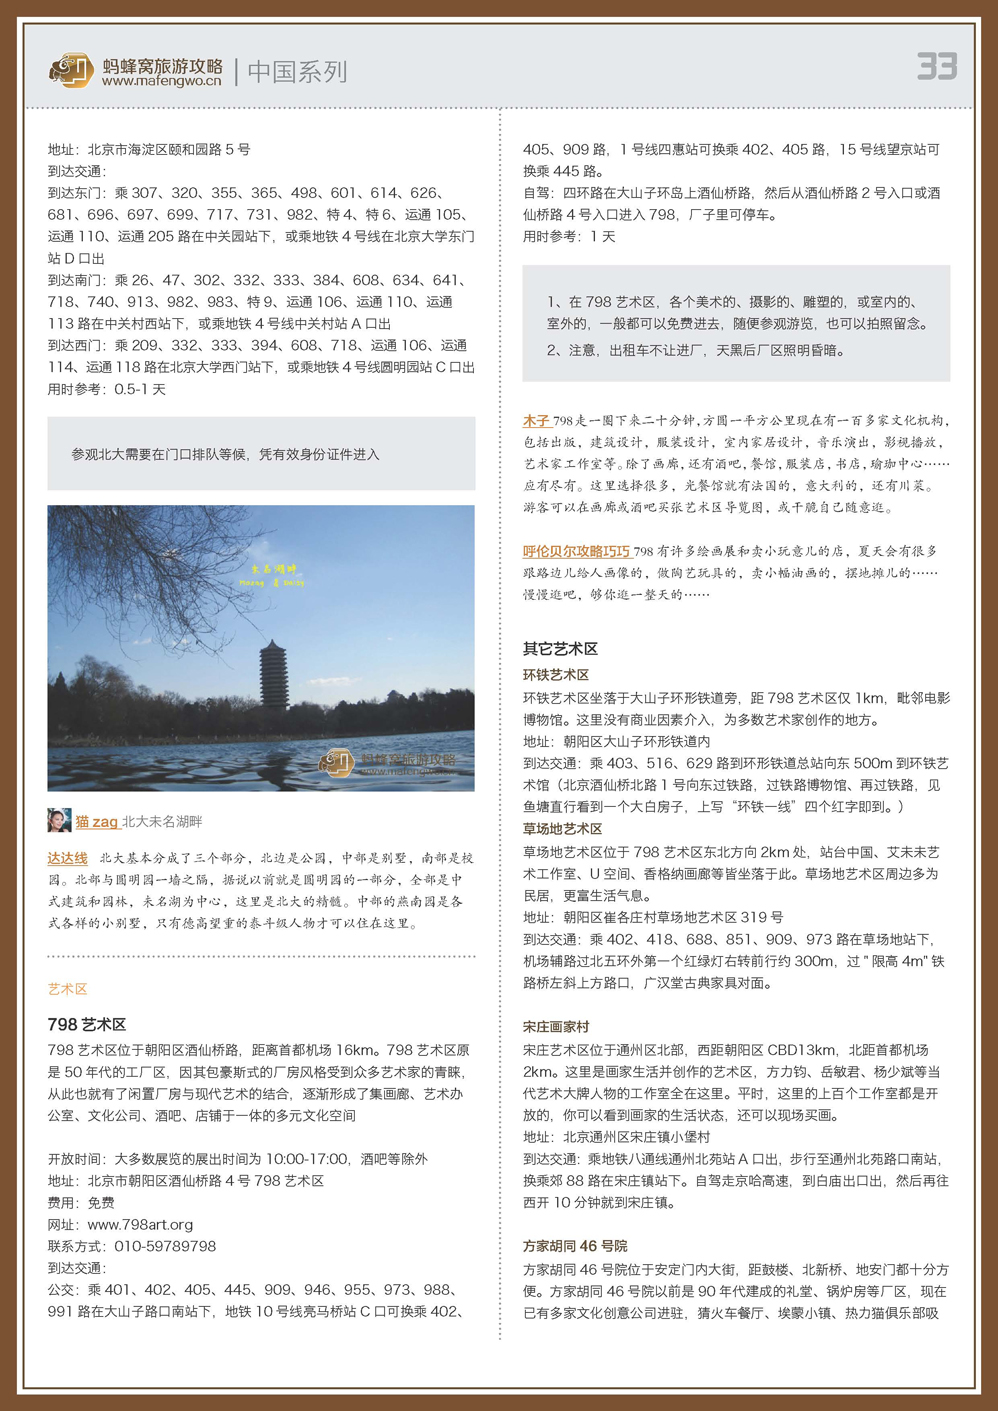 蚂蜂窝旅游攻略
www.mafengwo.cn
中国系列
33
地址：北京市海淀区颐和园路 5 号
到达交通：
到达东门：乘 307、320、355、365、498、601、614、626、
681、696、697、699、717、731、982、特 4、特 6、运通 105、
运通 110、运通 205 路在中关园站下，或乘地铁 4 号线在北京大学东门
站 D 口出
到达南门：乘 26、47、302、332、333、384、608、634、641、
718、740、913、982、983、特 9、运通 106、运通 110、运通
113 路在中关村西站下，或乘地铁 4 号线中关村站 A 口出
到达西门：乘 209、332、333、394、608、718、运通 106、运通
114、运通 118 路在北京大学西门站下，或乘地铁 4 号线圆明园站 C 口出
用时参考：0.5-1 天
参观北大需要在门口排队等候，凭有效身份证件进入
蚂蜂窝旅游攻略
www.mafengwo.cn
猫 zag 北大未名湖畔
达达线 北大基本分成了三个部分，北边是公园，中部是别墅，南部是校
园。北部与圆明园一墙之隔，据说以前就是圆明园的一部分，全部是中
式建筑和园林，未名湖为中心，这里是北大的精髓。中部的燕南园是各
式各样的小别墅，只有德高望重的泰斗级人物才可以住在这里。
艺术区
798 艺术区
798 艺术区位于朝阳区酒仙桥路，距离首都机场 16km。798 艺术区原
是 50 年代的工厂区，因其包豪斯式的厂房风格受到众多艺术家的青睐，
从此也就有了闲置厂房与现代艺术的结合，逐渐形成了集画廊、艺术办
公室、文化公司、酒吧、店铺于一体的多元文化空间
开放时间：大多数展览的展出时间为 10:00-17:00，酒吧等除外
地址：北京市朝阳区酒仙桥路 4 号 798 艺术区
费用：免费
网址：www.798art.org
联系方式：010-59789798
到达交通：
公交：乘 401、402、405、445、909、946、955、973、988、
991 路在大山子路口南站下，地铁 10 号线亮马桥站 C 口可换乘 402、
405、909 路，1 号线四惠站可换乘 402、405 路，15 号线望京站可
换乘 445 路。
自驾：四环路在大山子环岛上酒仙桥路，然后从酒仙桥路 2 号入口或酒
仙桥路 4 号入口进入 798，厂子里可停车。
用时参考：1 天
1、在 798 艺术区，各个美术的、摄影的、雕塑的，或室内的、
室外的，一般都可以免费进去，随便参观游览，也可以拍照留念。
2、注意，出租车不让进厂，天黑后厂区照明昏暗。
木子 798走一圈下来二十分钟，方圆一平方公里现在有一百多家文化机构，
包括出版，建筑设计，服装设计，室内家居设计，音乐演出，影视播放，
艺术家工作室等。除了画廊，还有酒吧，餐馆，服装店，书店，瑜珈中心……
应有尽有。这里选择很多，光餐馆就有法国的，意大利的，还有川菜。
游客可以在画廊或酒吧买张艺术区导览图，或干脆自己随意逛。
呼伦贝尔攻略巧巧 798 有许多绘画展和卖小玩意儿的店，夏天会有很多
跟路边儿给人画像的，做陶艺玩具的，卖小幅油画的，摆地摊儿的……
慢慢逛吧，够你逛一整天的……
其它艺术区
环铁艺术区
环铁艺术区坐落于大山子环形铁道旁，距 798 艺术区仅 1km，毗邻电影
博物馆。这里没有商业因素介入，为多数艺术家创作的地方。
地址：朝阳区大山子环形铁道内
到达交通：乘 403、516、629 路到环形铁道总站向东 500m 到环铁艺
术馆（北京酒仙桥北路 1 号向东过铁路，过铁路博物馆、再过铁路，见
鱼塘直行看到一个大白房子，上写“环铁一线”四个红字即到。）
草场地艺术区
草场地艺术区位于 798 艺术区东北方向 2km 处，站台中国、艾未未艺
术工作室、U 空间、香格纳画廊等皆坐落于此。草场地艺术区周边多为
民居，更富生活气息。
地址：朝阳区崔各庄村草场地艺术区 319 号
到达交通：乘 402、418、688、851、909、973 路在草场地站下，
机场辅路过北五环外第一个红绿灯右转前行约 300m，过 " 限高 4m" 铁
路桥左斜上方路口，广汉堂古典家具对面。
宋庄画家村
宋庄艺术区位于通州区北部，西距朝阳区 CBD13km，北距首都机场
2km。这里是画家生活并创作的艺术区，方力钧、岳敏君、杨少斌等当
代艺术大牌人物的工作室全在这里。平时，这里的上百个工作室都是开
放的，你可以看到画家的生活状态，还可以现场买画。
地址：北京通州区宋庄镇小堡村
到达交通：乘地铁八通线通州北苑站 A 口出，步行至通州北苑路口南站，
换乘郊 88 路在宋庄镇站下。自驾走京哈高速，到白庙出口出，然后再往
西开 10 分钟就到宋庄镇。
方家胡同 46 号院
方家胡同 46 号院位于安定门内大街，距鼓楼、北新桥、地安门都十分方
便。方家胡同 46 号院以前是 90 年代建成的礼堂、锅炉房等厂区，现在
已有多家文化创意公司进驻，猜火车餐厅、埃蒙小镇、热力猫俱乐部吸